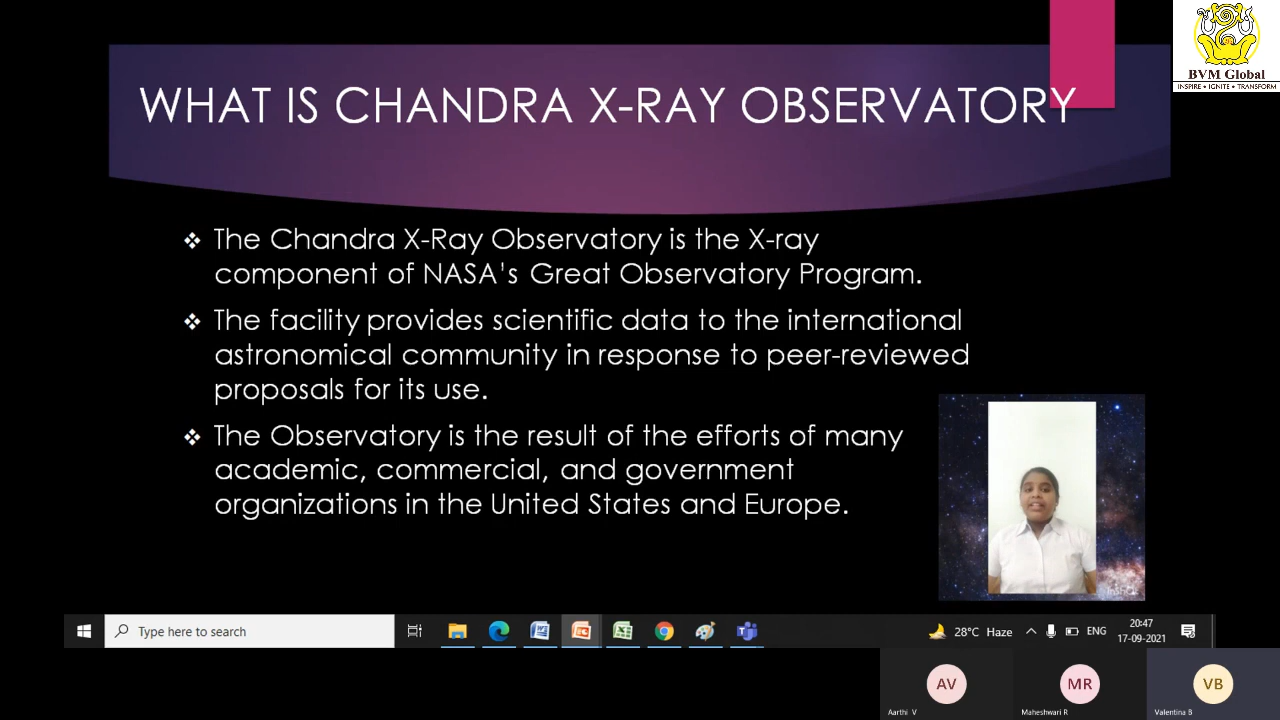 BVM Global
INSPIRE • IGNITE • TRANSFORM
WHAT IS CHANDRA X-RAY OBSERVATORY
❖ The Chandra X-Ray Observatory is the X-ray
component of NASA's Great Observatory Program.
❖ The facility provides scientific data to the international
astronomical community in response to peer-reviewed
proposals for its use.
❖ The Observatory is the result of the efforts of many
academic, commercial, and government
organizations in the United States and Europe.
Type here to search
28°C Haze
ENG
20:47
17-09-2021
AV
MR
VB
Aarthi V
Maheshwari R
Valentina B